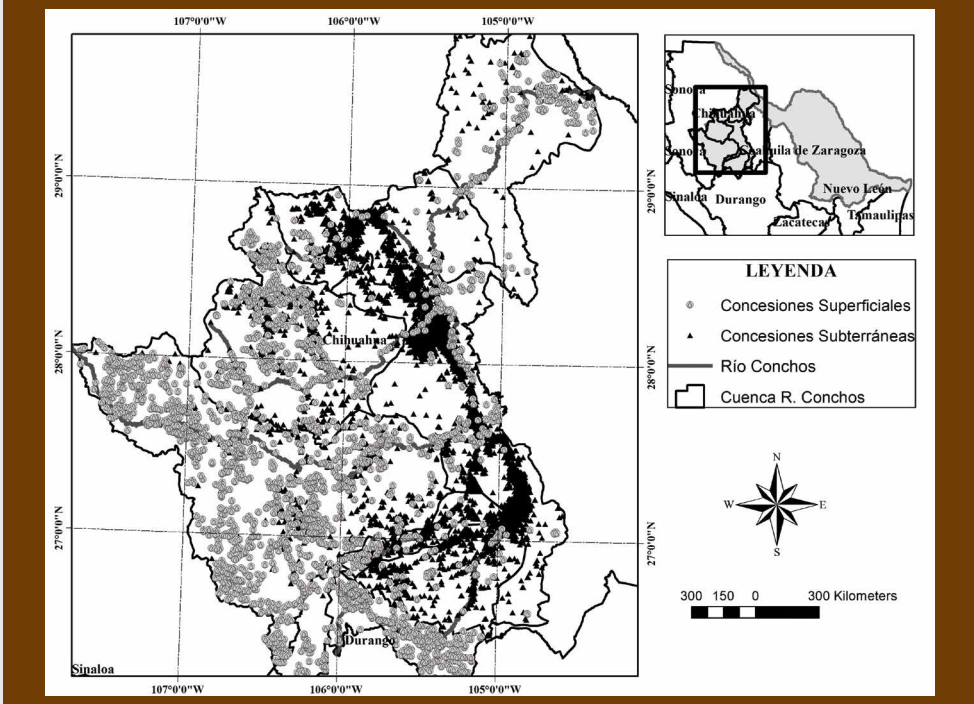 107°0'0"W 106°0'0"W 105°0'0"W
29°0'0"N
28°0'0"N
27°0'0"N
Chihuahua
Durango
Sinaloa
29°0'0"N
28°0'0"N
27°0'0"N
107°0'0"W 106°0'0"W 105°0'0"W
Sonora
Chihuahua
Sonora
Coahuila de Zaragoza
Nuevo León
Sinaloa
Durango
Tamaulipas
Zacatecas
LEYENDA
Concesiones Superficiales
Concesiones Subterráneas
Río Conchos
Cuenca R. Conchos
N
W E
S
300 150 0 300 Kilometers